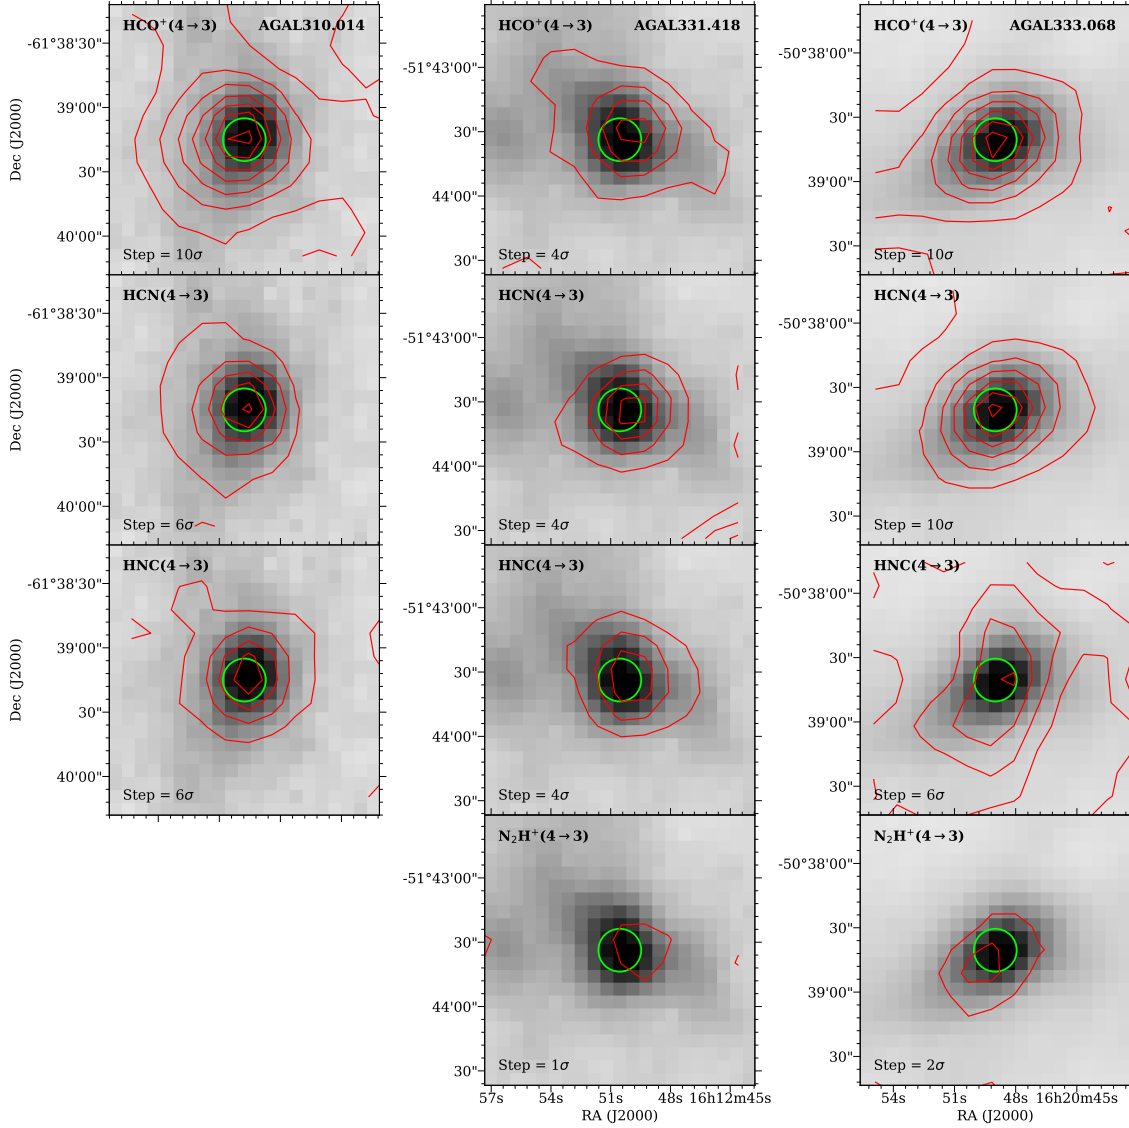 HCO⁺(4→3) AGAL310.014
-61°38'30"
39'00"
30"
40'00"
Dec (J2000)
Step = 10σ
HCO⁺(4→3) AGAL331.418
-51°43'00"
30"
44'00"
30"
Step = 4σ
HCO⁺(4→3) AGAL333.068
-50°38'00"
30"
39'00"
30"
Step = 10σ
HCN(4→3)
-61°38'30"
39'00"
30"
40'00"
Dec (J2000)
Step = 6σ
HCN(4→3)
-51°43'00"
30"
44'00"
30"
Step = 4σ
HCN(4→3)
-50°38'00"
30"
39'00"
30"
Step = 10σ
HNC(4→3)
-61°38'30"
39'00"
30"
40'00"
Dec (J2000)
Step = 6σ
HNC(4→3)
-51°43'00"
30"
44'00"
30"
Step = 4σ
HNC(4→3)
-50°38'00"
30"
39'00"
30"
Step = 6σ
N₂H⁺(4→3)
-51°43'00"
30"
44'00"
30"
Step = 1σ
57s 54s 51s 48s 16h12m45s
RA (J2000)
N₂H⁺(4→3)
-50°38'00"
30"
39'00"
30"
Step = 2σ
54s 51s 48s 16h20m45s
RA (J2000)